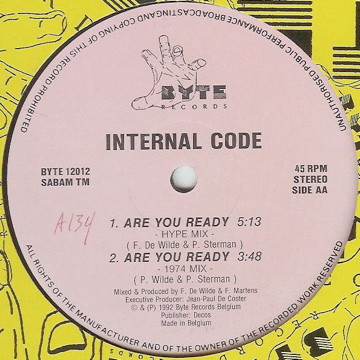 UNAUTHORISED PUBLIC PERFORMANCE BROADCASTING AND COPYING OF THIS RECORD PROHIBITED
BYTE
RECORDS
INTERNAL CODE
BYTE 12012
SABAM TM
45 RPM
STEREO
SIDE AA
A134
1. ARE YOU READY 5:13
- HYPE MIX -
( F. De Wilde & P. Sterman )
2. ARE YOU READY 3:48
- 1974 MIX -
( P. Wilde & P. Sterman )
Mixed & Produced by F. De Wilde & F. Martens
Executive Producer: Jean-Paul De Coster
© & (P) 1992 Byte Records Belgium
Publisher: Decos
Made in Belgium
ALL RIGHTS OF THE MANUFACTURER AND OF THE OWNER OF THE RECORDED WORK RESERVED